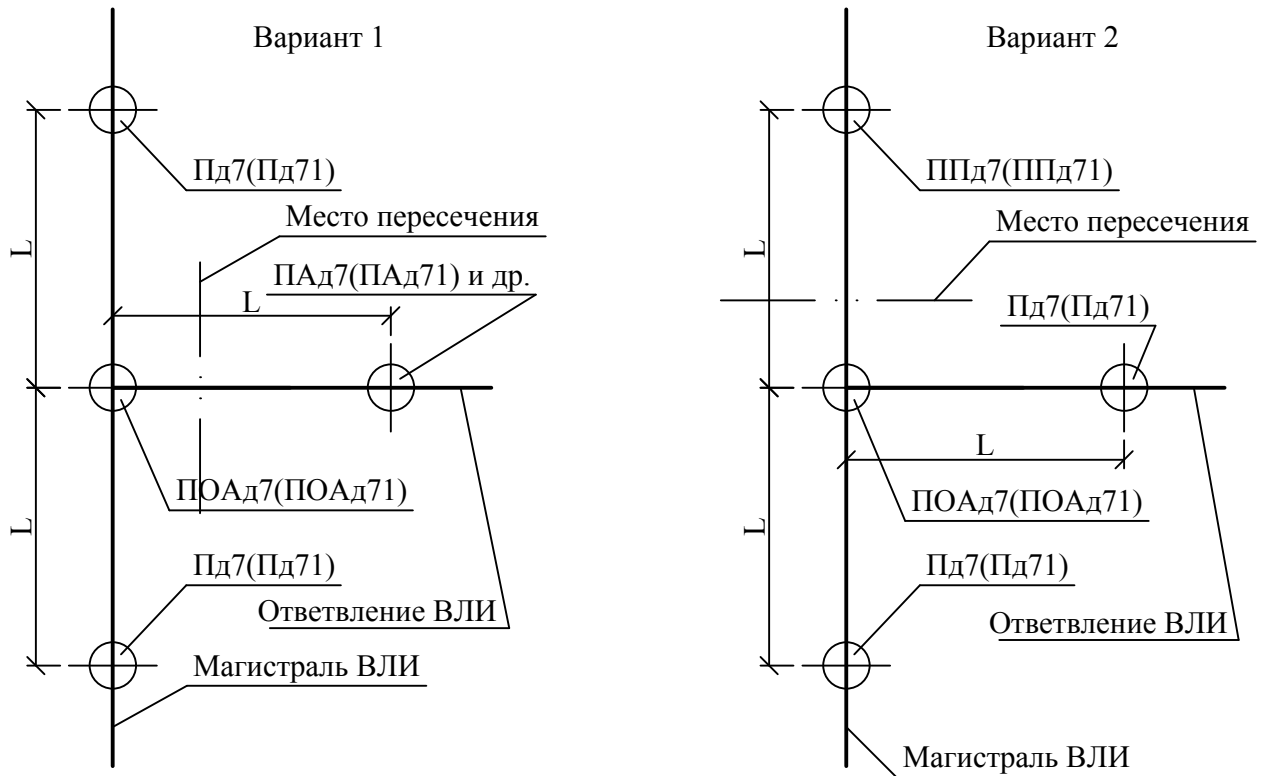 Вариант 1
Пд7(Пд71)
Место пересечения
ПАд7(ПАд71) и др.
L
L
ПОАд7(ПОАд71)
L
Пд7(Пд71)
Ответвление ВЛИ
Магистраль ВЛИ
Вариант 2
ППд7(ППд71)
Место пересечения
L
Пд7(Пд71)
L
ПОАд7(ПОАд71)
L
Пд7(Пд71)
Ответвление ВЛИ
Магистраль ВЛИ